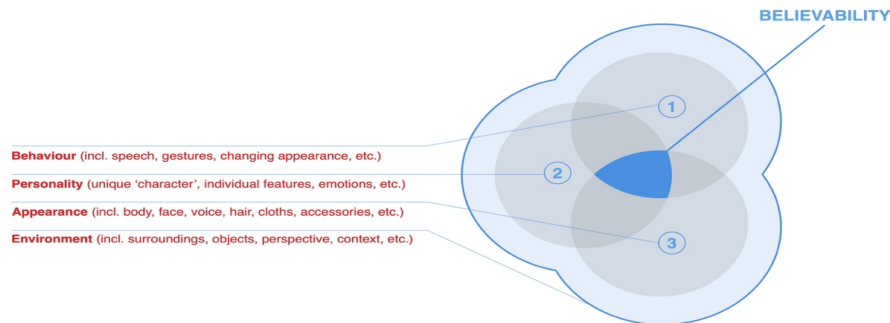 BELIEVABILITY
1
Behaviour (incl. speech, gestures, changing appearance, etc.)
2
Personality (unique ‘character’, individual features, emotions, etc.)
Appearance (incl. body, face, voice, hair, cloths, accessories, etc.)
Environment (incl. surroundings, objects, perspective, context, etc.)
3